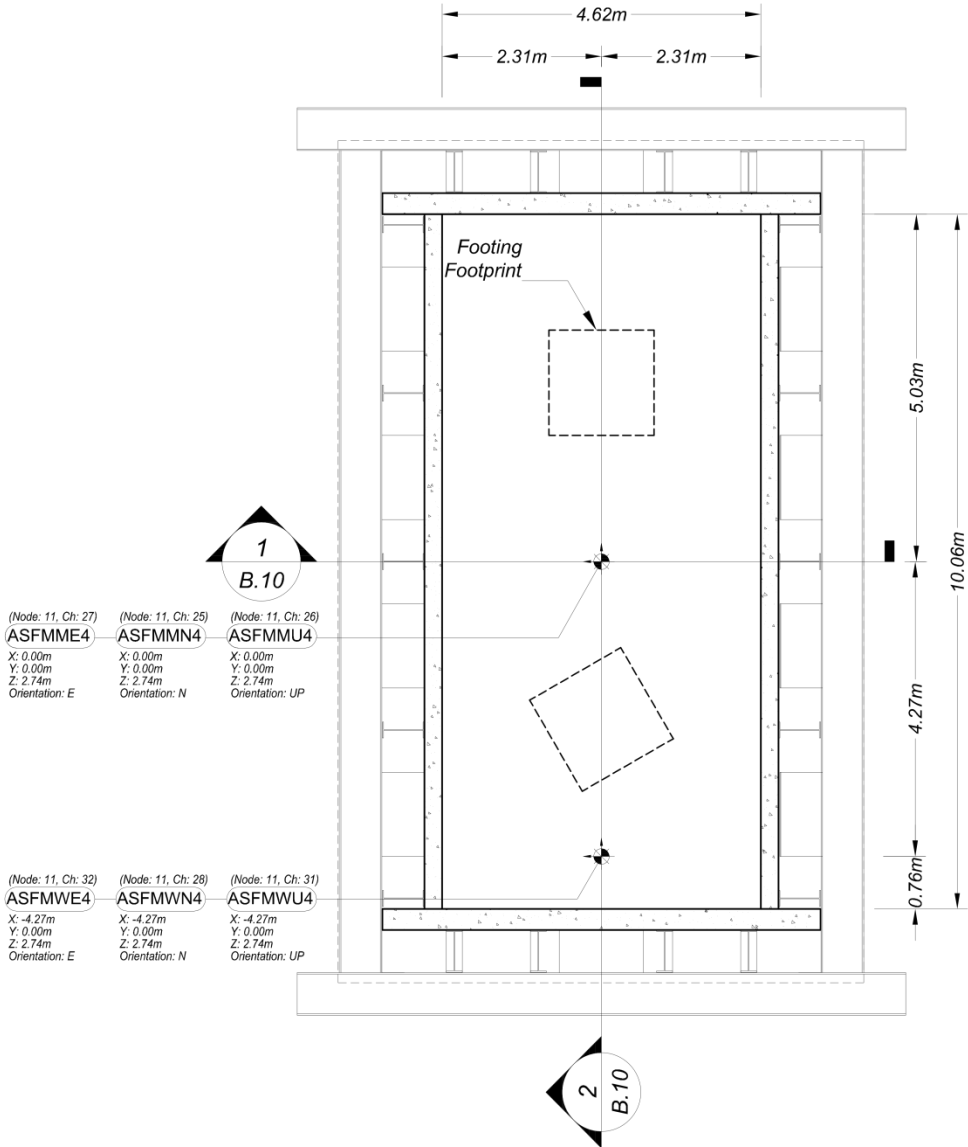 4.62m
2.31m
2.31m
Footing
Footprint
5.03m
10.06m
1
B.10
(Node: 11, Ch: 27)
ASFMME4
X: 0.00m
Y: 0.00m
Z: 2.74m
Orientation: E
(Node: 11, Ch: 25)
ASFMMN4
X: 0.00m
Y: 0.00m
Z: 2.74m
Orientation: N
(Node: 11, Ch: 26)
ASFMMU4
X: 0.00m
Y: 0.00m
Z: 2.74m
Orientation: UP
4.27m
(Node: 11, Ch: 32)
ASFMWE4
X: -4.27m
Y: 0.00m
Z: 2.74m
Orientation: E
(Node: 11, Ch: 28)
ASFMWN4
X: -4.27m
Y: 0.00m
Z: 2.74m
Orientation: N
(Node: 11, Ch: 31)
ASFMWU4
X: -4.27m
Y: 0.00m
Z: 2.74m
Orientation: UP
0.76m
2
B.10